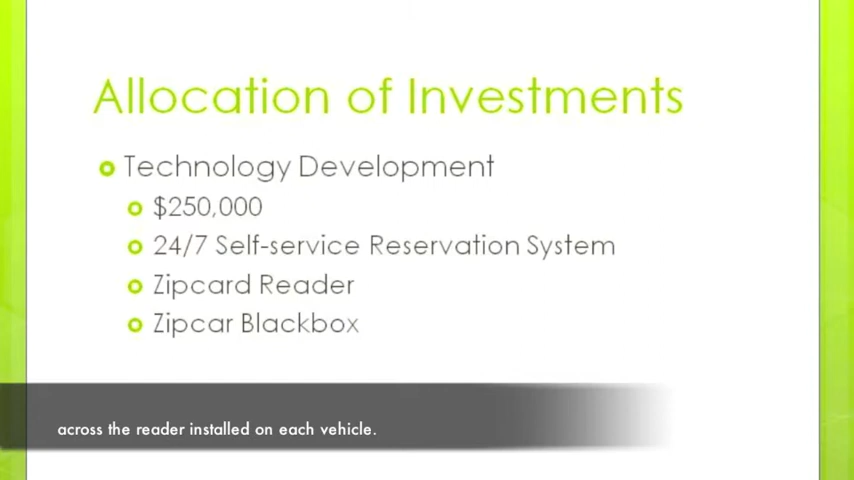 Allocation of Investments
Technology Development
$250,000
24/7 Self-service Reservation System
Zipcard Reader
Zipcar Blackbox
across the reader installed on each vehicle.